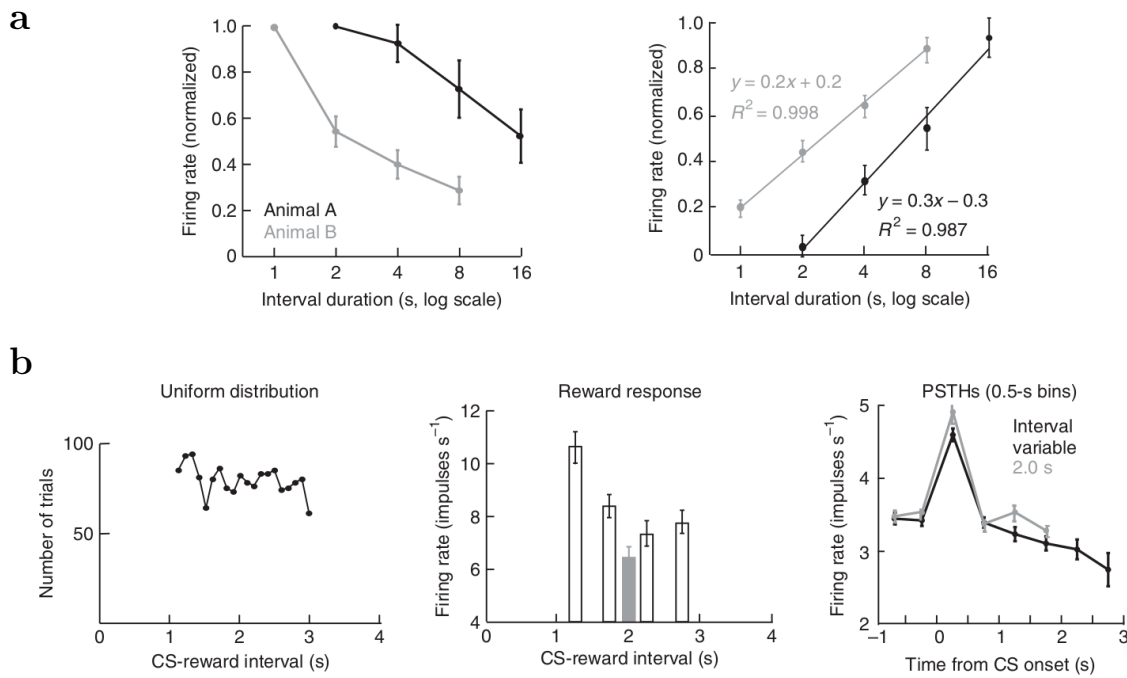 a
Firing rate (normalized)
1.0
0.8
0.6
0.4
0.2
0
Animal A
Animal B
1 2 4 8 16
Interval duration (s, log scale)
Firing rate (normalized)
1.0
0.8
0.6
0.4
0.2
0
y = 0.2x + 0.2
R² = 0.998
y = 0.3x – 0.3
R² = 0.987
1 2 4 8 16
Interval duration (s, log scale)
b
Uniform distribution
Number of trials
100
50
0 1 2 3 4
CS-reward interval (s)
Reward response
Firing rate (impulses s⁻¹)
12
10
8
6
4
0 1 2 3 4
CS-reward interval (s)
PSTHs (0.5-s bins)
Firing rate (impulses s⁻¹)
5
4
3
2
Interval
variable
2.0 s
–1 0 1 2 3
Time from CS onset (s)